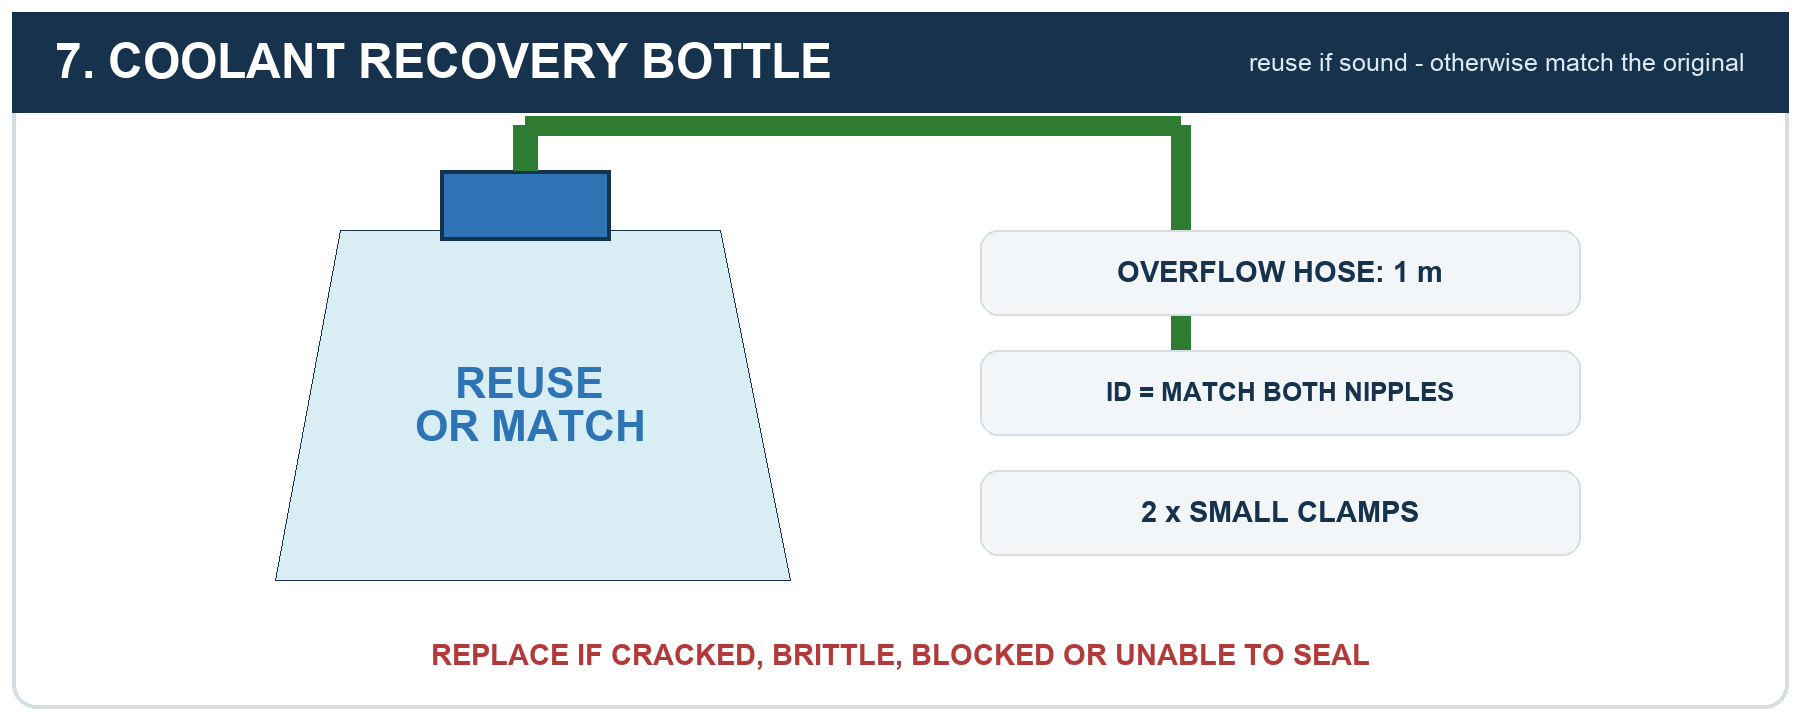 7. COOLANT RECOVERY BOTTLE
reuse if sound - otherwise match the original
REUSE
OR MATCH
OVERFLOW HOSE: 1 m
ID = MATCH BOTH NIPPLES
2 x SMALL CLAMPS
REPLACE IF CRACKED, BRITTLE, BLOCKED OR UNABLE TO SEAL